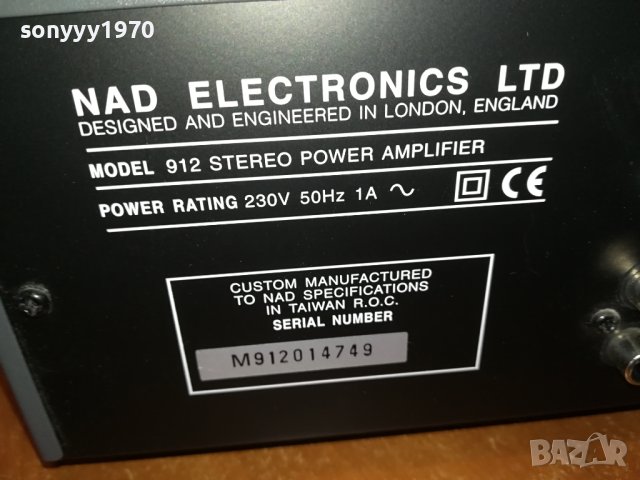 sonyyy1970
NAD ELECTRONICS LTD
DESIGNED AND ENGINEERED IN LONDON, ENGLAND
MODEL 912 STEREO POWER AMPLIFIER
POWER RATING 230V 50Hz 1A ∼ CE
CUSTOM MANUFACTURED
TO NAD SPECIFICATIONS
IN TAIWAN R.O.C.
SERIAL NUMBER
M912014749
BAZAR